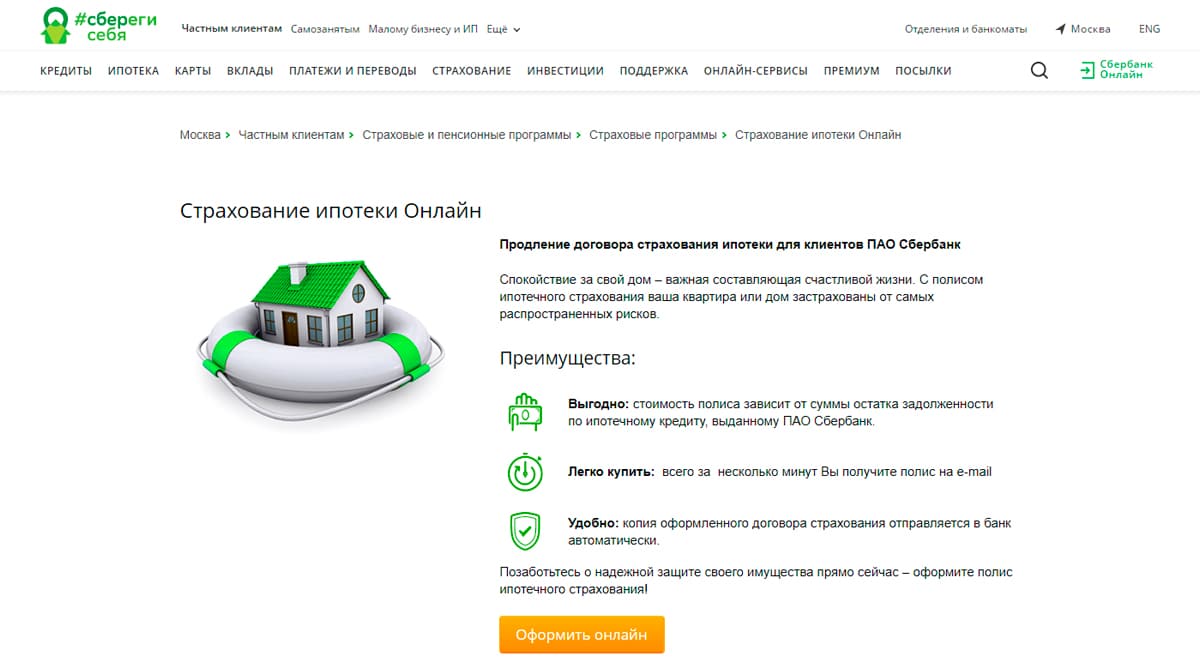 #сбереги
себя
Частным клиентам Самозанятым Малому бизнесу и ИП Ещё
Отделения и банкоматы Москва ENG
КРЕДИТЫ ИПОТЕКА КАРТЫ ВКЛАДЫ ПЛАТЕЖИ И ПЕРЕВОДЫ СТРАХОВАНИЕ ИНВЕСТИЦИИ ПОДДЕРЖКА ОНЛАЙН-СЕРВИСЫ ПРЕМИУМ ПОСЫЛКИ
Сбербанк
Онлайн
Москва Частным клиентам Страховые и пенсионные программы Страховые программы Страхование ипотеки Онлайн
Страхование ипотеки Онлайн
Продление договора страхования ипотеки для клиентов ПАО Сбербанк
Спокойствие за свой дом – важная составляющая счастливой жизни. С полисом
ипотечного страхования ваша квартира или дом застрахованы от самых
распространенных рисков.
Преимущества:
Выгодно: стоимость полиса зависит от суммы остатка задолженности
по ипотечному кредиту, выданному ПАО Сбербанк.
Легко купить: всего за несколько минут Вы получите полис на e-mail
Удобно: копия оформленного договора страхования отправляется в банк
автоматически.
Позаботьтесь о надежной защите своего имущества прямо сейчас – оформите полис
ипотечного страхования!
Оформить онлайн